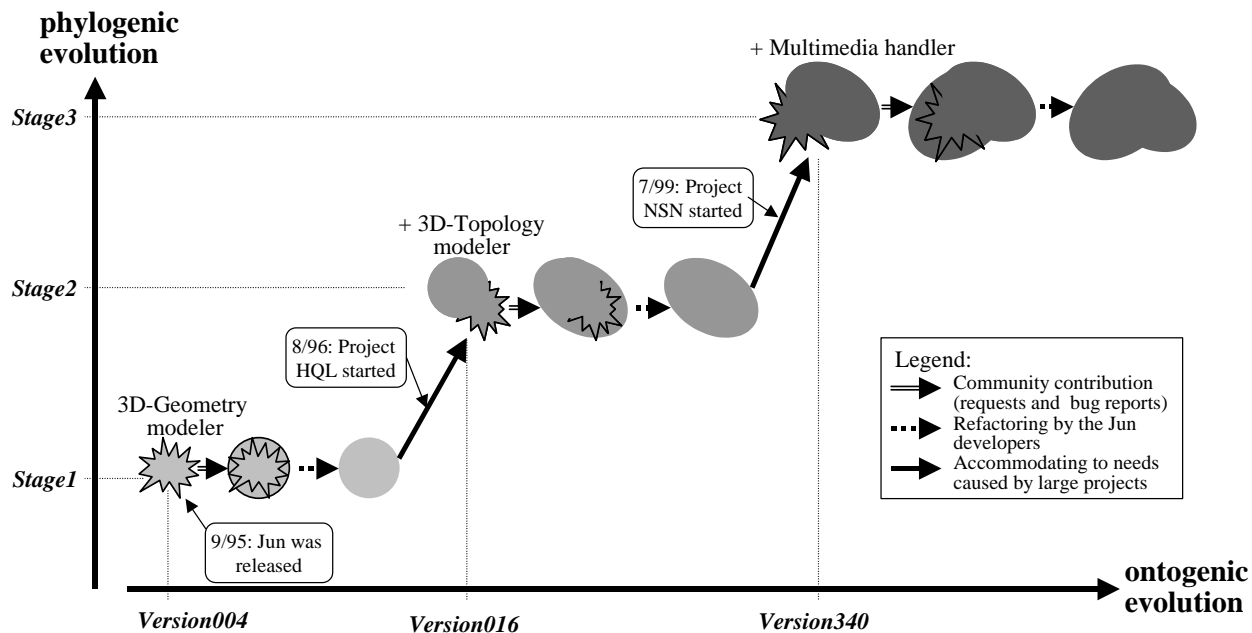 phylogenic
evolution
+ Multimedia handler
Stage3
7/99: Project
NSN started
+ 3D-Topology
modeler
Stage2
8/96: Project
HQL started
Legend:
Community contribution
(requests and bug reports)
Refactoring by the Jun
developers
Accommodating to needs
caused by large projects
3D-Geometry
modeler
Stage1
9/95: Jun was
released
ontogenic
evolution
Version004
Version016
Version340